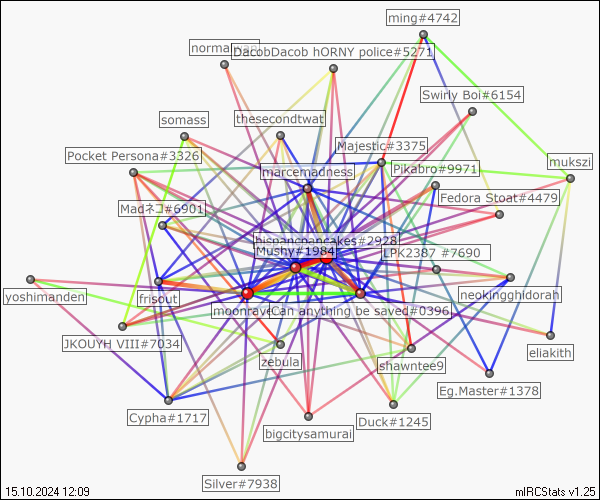 ming#4742
DacobDacob hORNY police#5271
Swirly Boi#6154
somass
thesecondtwat
Majestic#3375
Pocket Persona#3326
marcemadness
Pikabro#9971
mukszi
Fedora Stoat#4479
Madネコ#6901
hispancpancakes#2928
Mushy#1984
LPK2387 #7690
yoshimanden
frisout
Can anything be saved#0396
neokingghidorah
JKOUYH VIII#7034
zebula
shawntee9
eliakith
Cypha#1717
Eg.Master#1378
bigcitysamurai
Duck#1245
Silver#7938
15.10.2024 12:09
mIRCStats v1.25